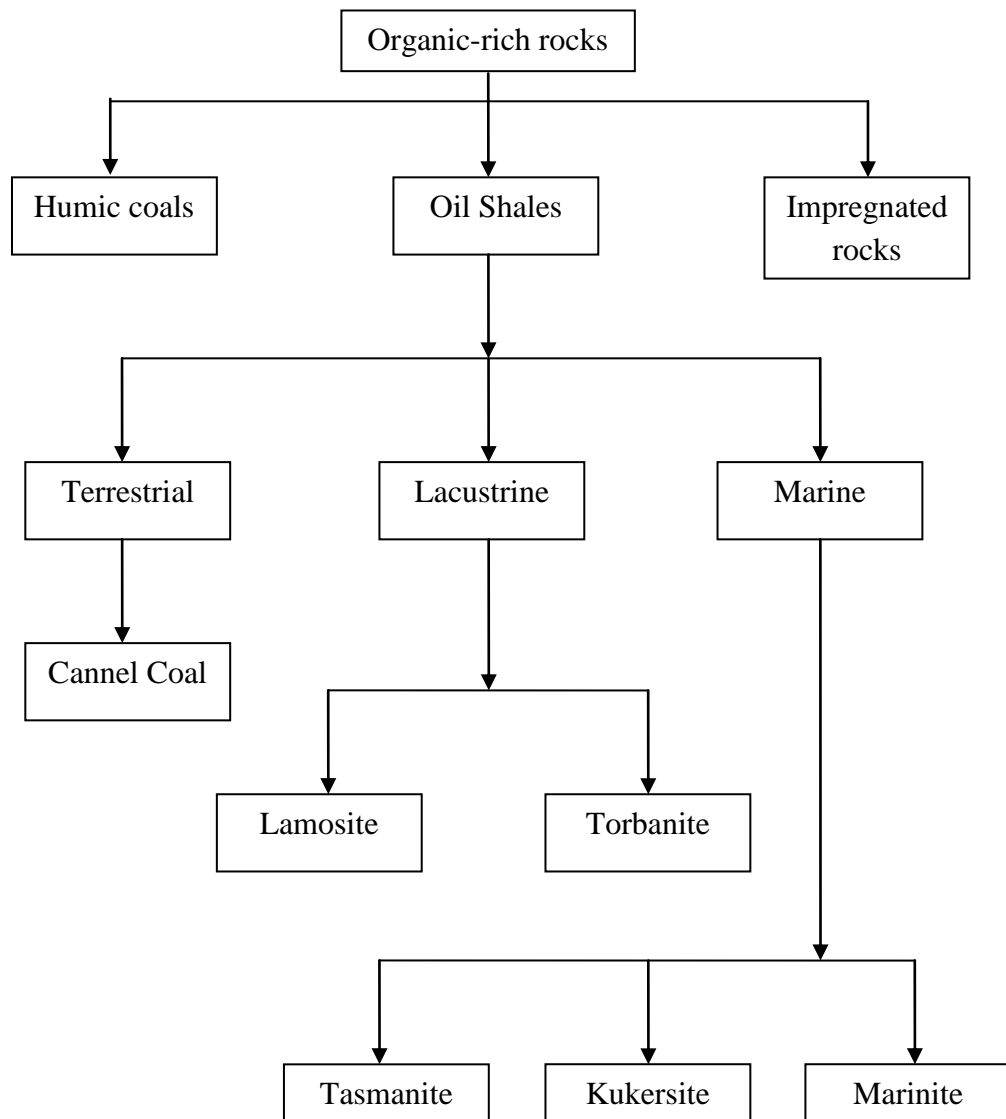 Organic-rich rocks
Humic coals
Oil Shales
Impregnated
rocks
Terrestrial
Lacustrine
Marine
Cannel Coal
Lamosite
Torbanite
Tasmanite
Kukersite
Marinite